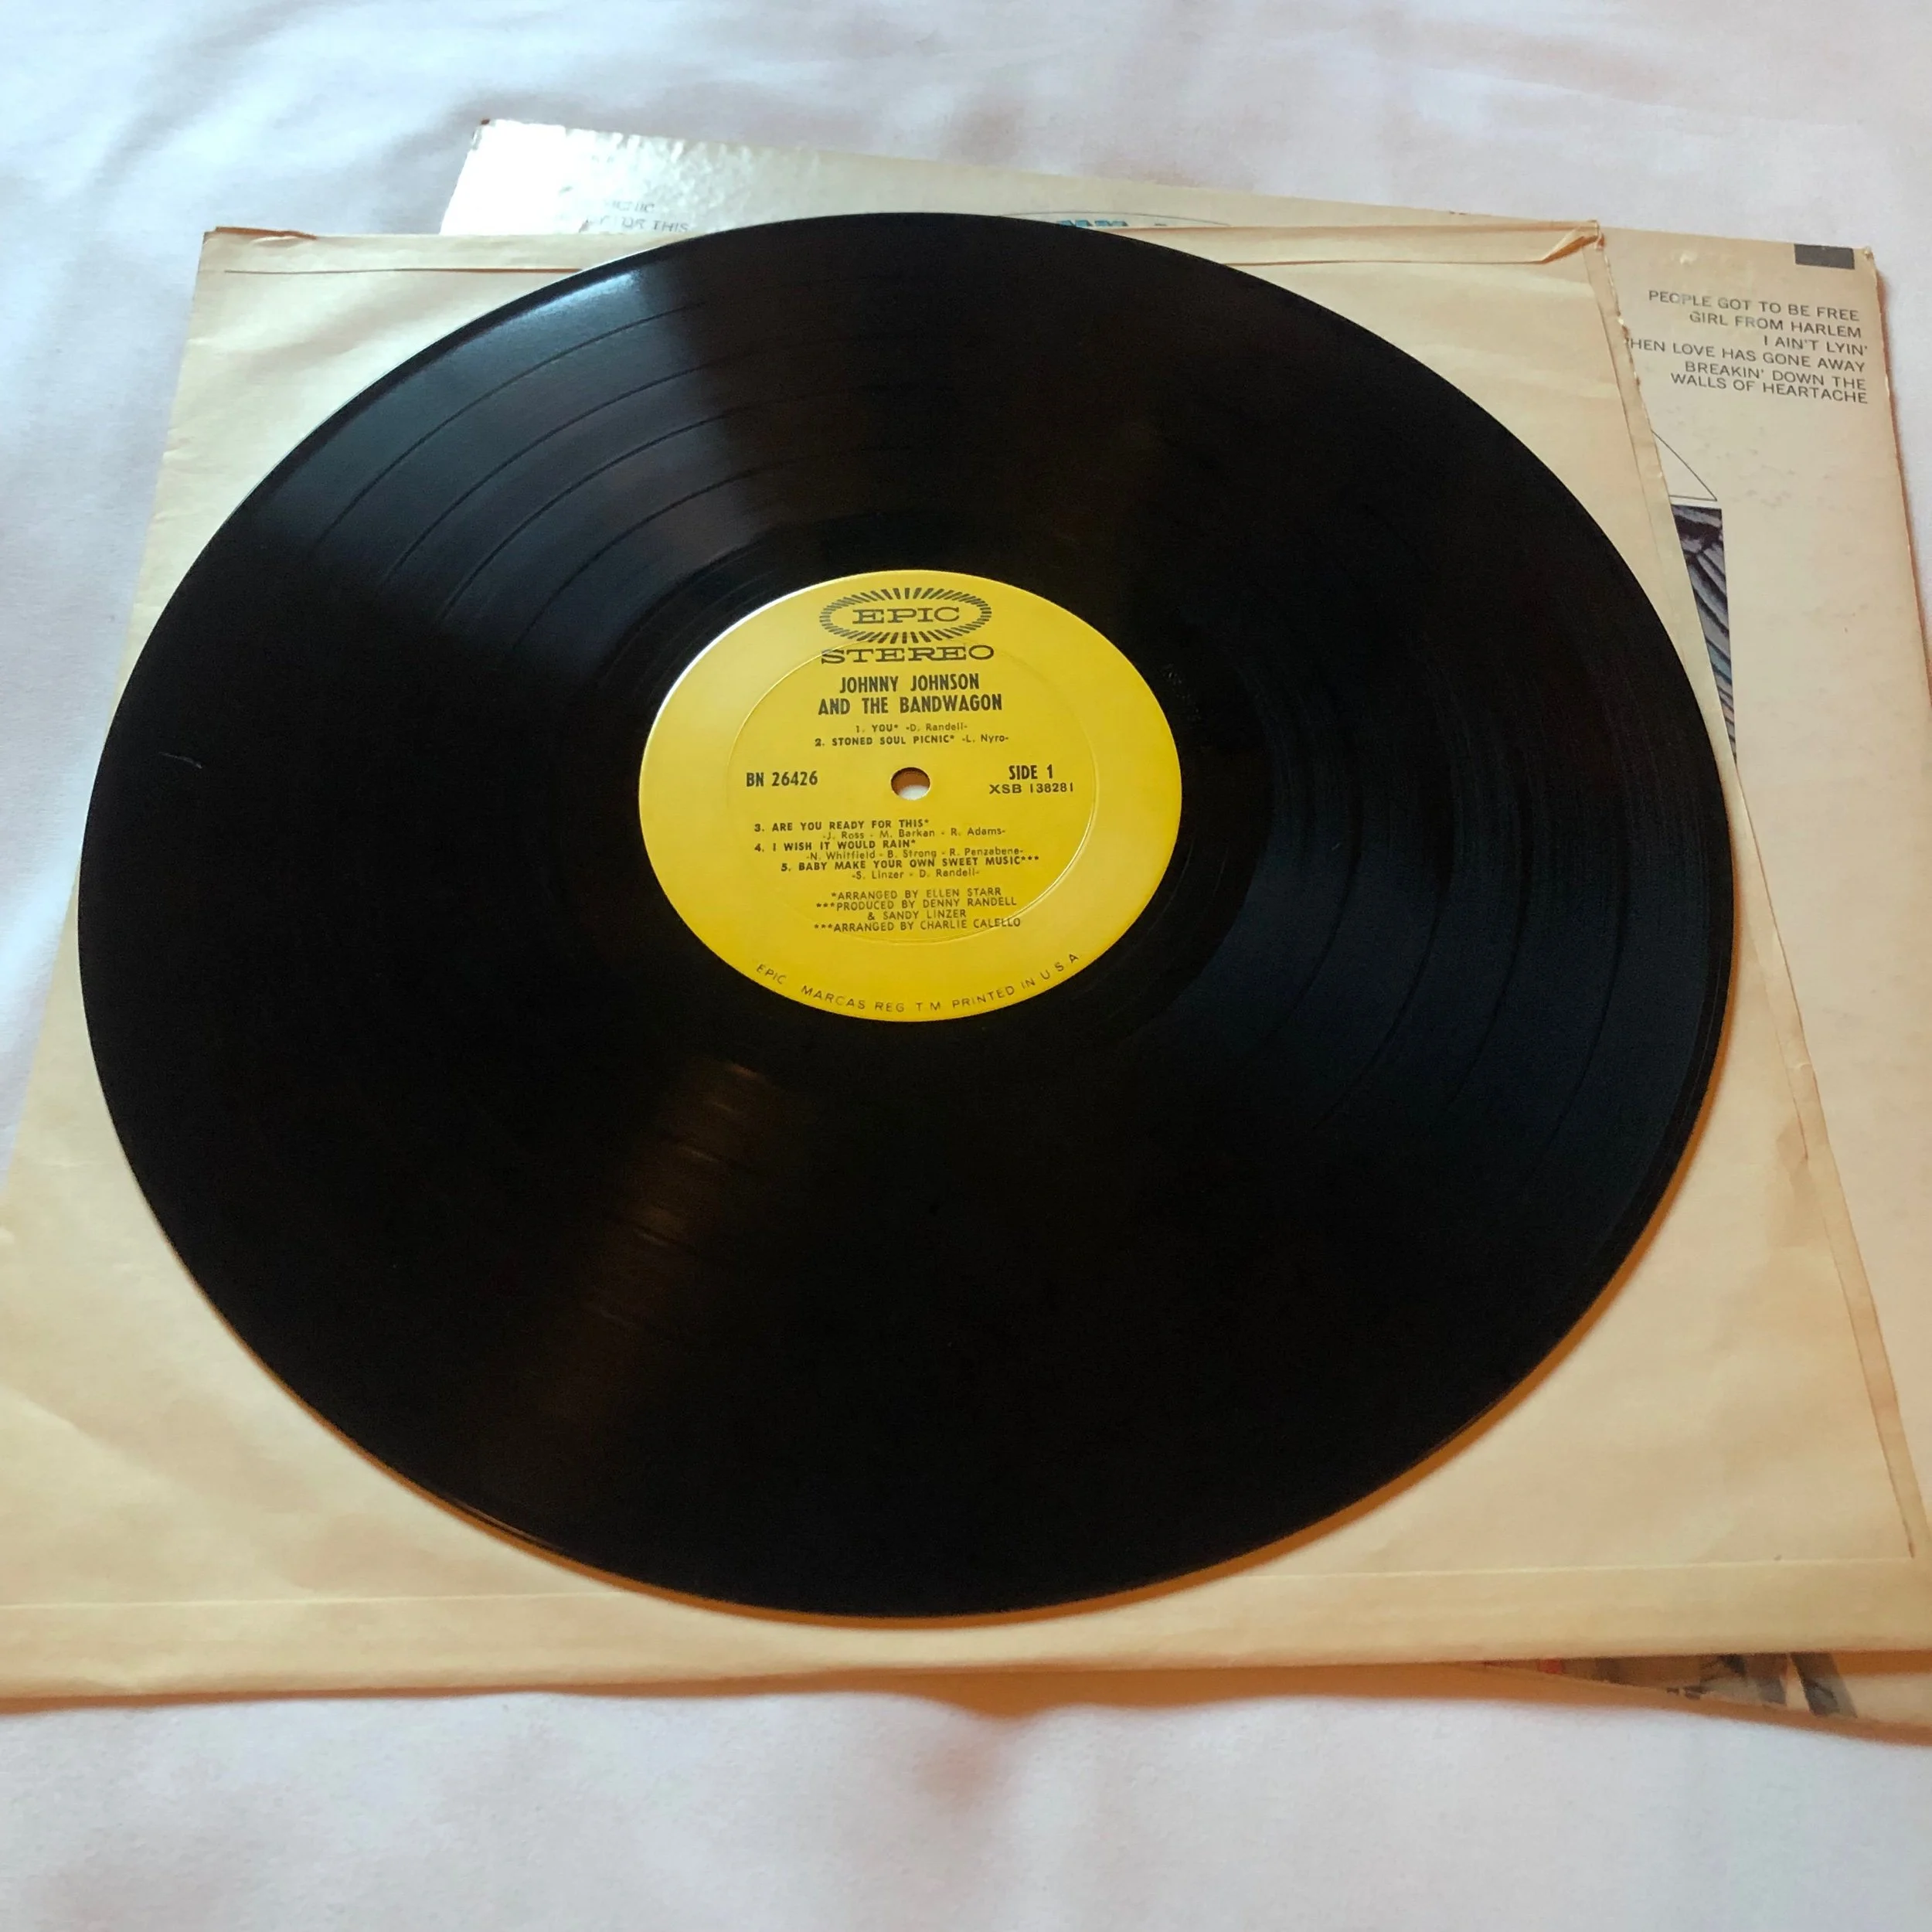 OR THIS
PEOPLE GOT TO BE FREE
GIRL FROM HARLEM
I AIN'T LYIN'
HEN LOVE HAS GONE AWAY
BREAKIN' DOWN THE
WALLS OF HEARTACHE
EPIC
STEREO
JOHNNY JOHNSON
AND THE BANDWAGON
1. YOU* -D. Randell-
2. STONED SOUL PICNIC* -L. Nyro-
BN 26426
SIDE 1
XSB 138281
3. ARE YOU READY FOR THIS*
-J. Ross - M. Barkan - R. Adams-
4. I WISH IT WOULD RAIN*
-N. Whitfield - B. Strong - R. Penzabene-
5. BABY MAKE YOUR OWN SWEET MUSIC***
-S. Linzer - D. Randell-
*ARRANGED BY ELLEN STARR
***PRODUCED BY DENNY RANDELL
& SANDY LINZER
***ARRANGED BY CHARLIE CALELLO
"EPIC" MARCAS REG. T.M. PRINTED IN U.S.A.